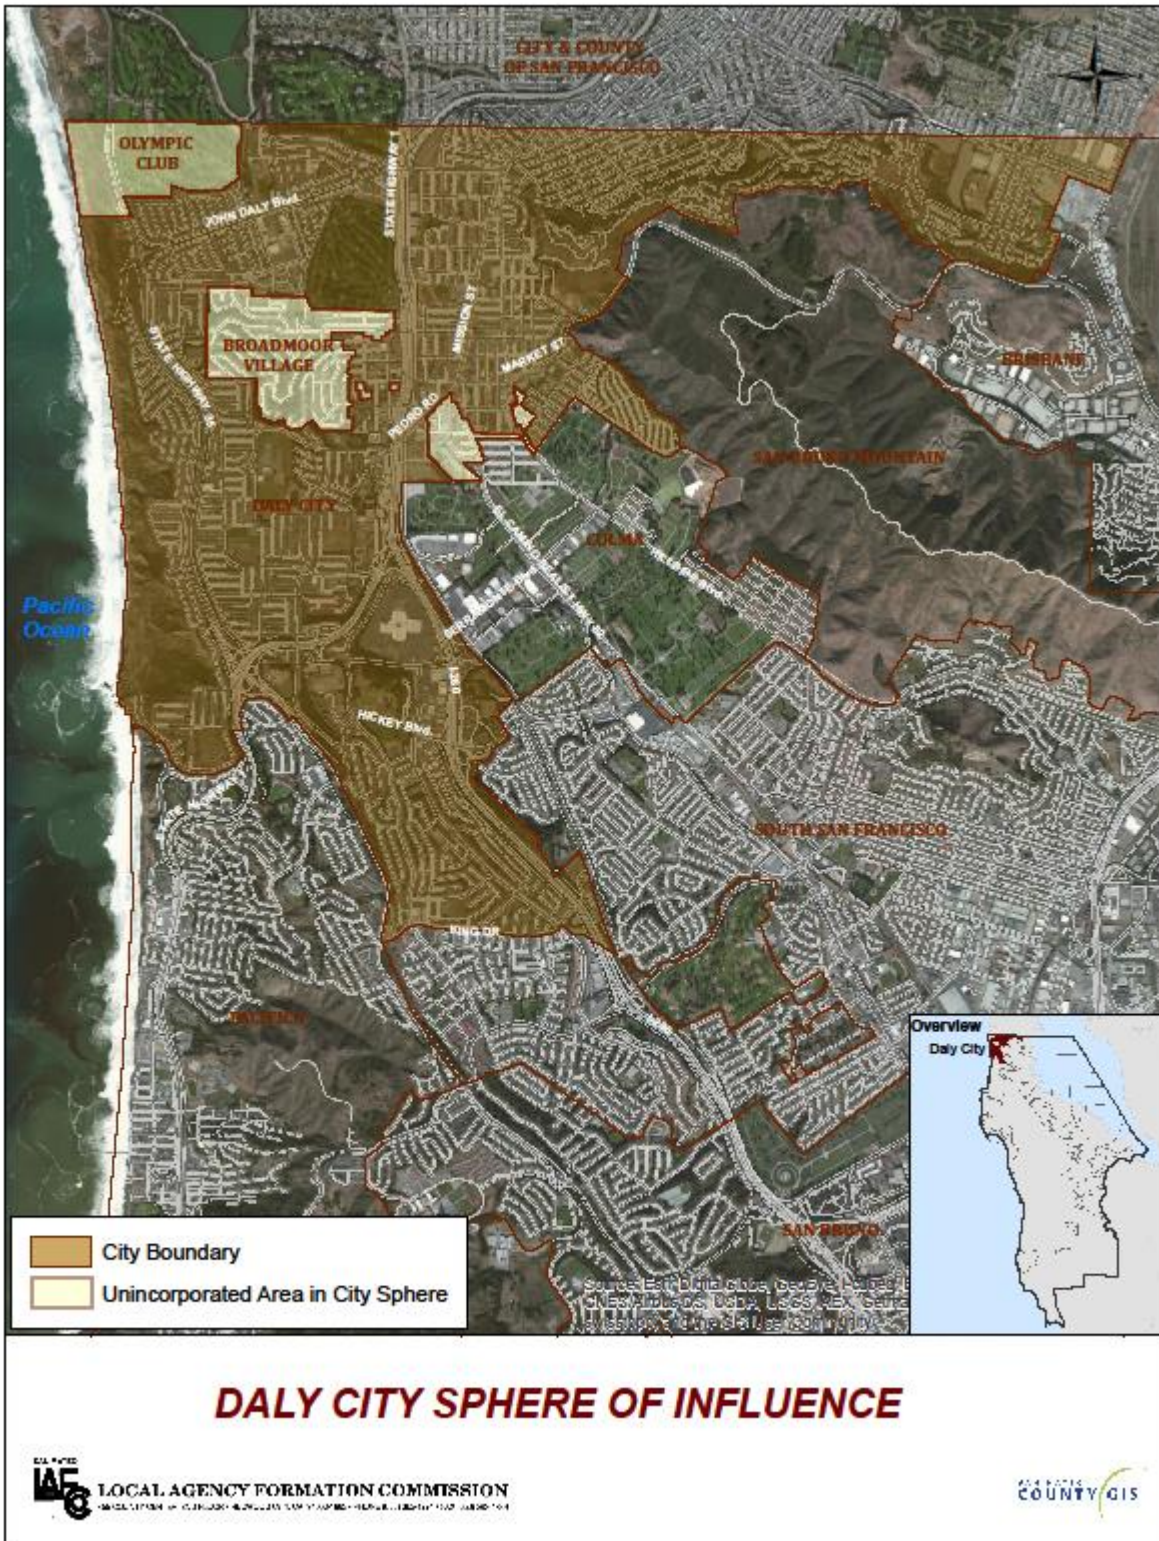 CITY & COUNTY
OF SAN FRANCISCO
OLYMPIC
CLUB
STATE HIGHWAY 1
JOHN DALY Blvd
BROADMOOR
VILLAGE
MISSION ST
MARKET ST
BRISBANE
SAN BRUNO MOUNTAIN
DALY CITY
COLMA
Pacific
Ocean
I-280
HICKEY Blvd
SOUTH SAN FRANCISCO
KING DR
PACIFICA
SAN BRUNO
Overview
Daly City
City Boundary
Unincorporated Area in City Sphere
DALY CITY SPHERE OF INFLUENCE
LAFCo
LOCAL AGENCY FORMATION COMMISSION
COUNTY GIS